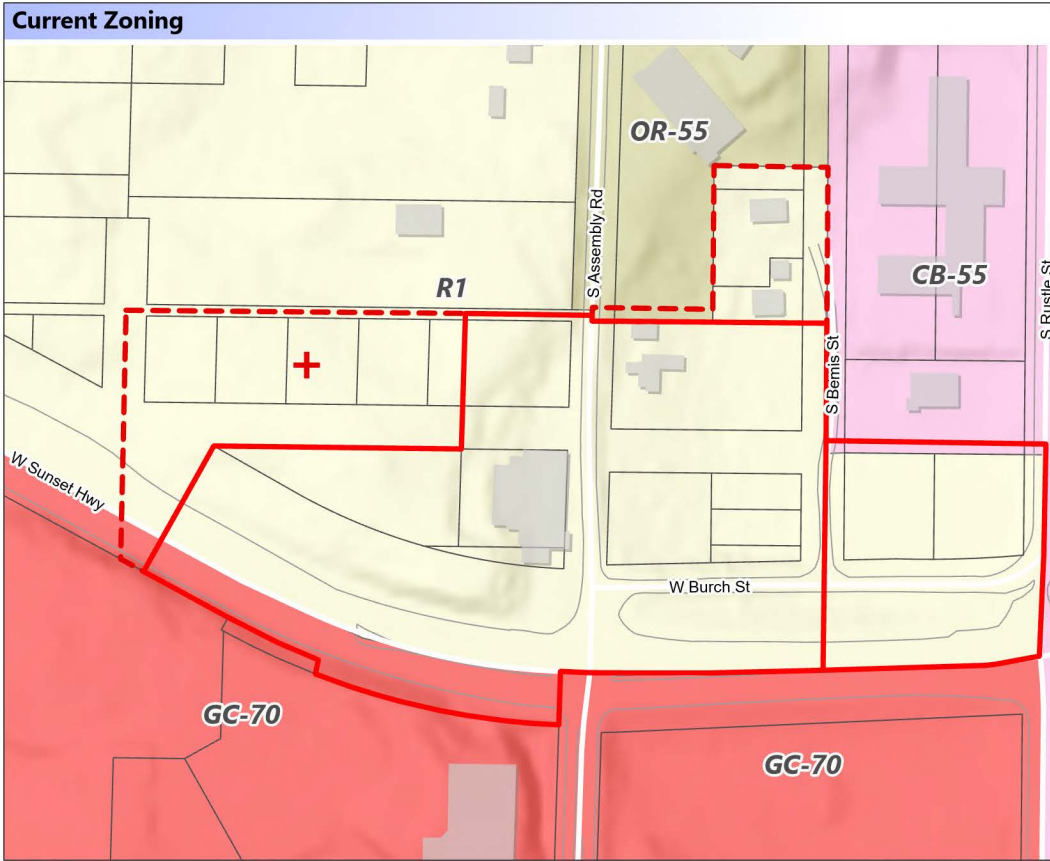 Current Zoning
OR-55
S Assembly Rd
CB-55
S Rustle St
R1
S Bemis St
W Sunset Hwy
W Burch St
GC-70
GC-70